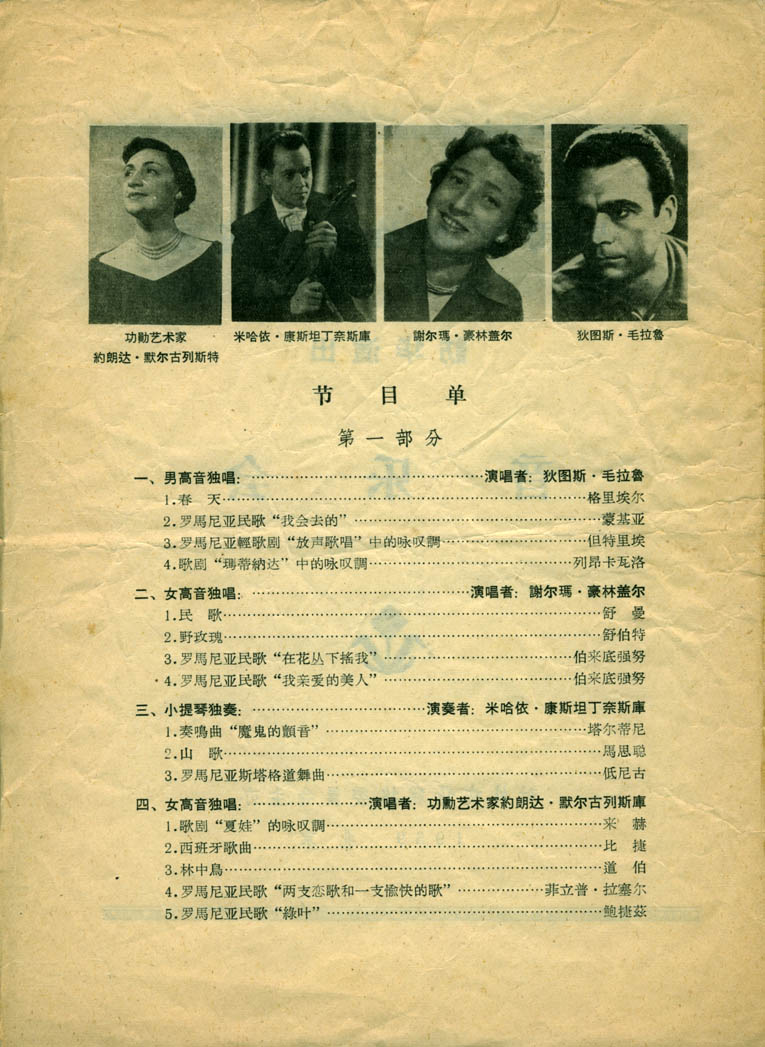 功勛艺术家
約朗达·默尔古列斯特
米哈依·康斯坦丁奈斯庫
謝尔瑪·豪林盖尔
狄图斯·毛拉魯
节目单
第一部分
一、男高音独唱：………………………………演唱者：狄图斯·毛拉魯
1.春　天………………………………格里埃尔
2.罗馬尼亚民歌“我会去的”………………………………蒙基亚
3.罗馬尼亚輕歌剧“放声歌唱”中的咏叹調………………………………但特里埃
4.歌剧“瑪蒂納达”中的咏叹調………………………………列昂卡瓦洛
二、女高音独唱：………………………………演唱者：謝尔瑪·豪林盖尔
1.民　歌………………………………舒　曼
2.野玫瑰………………………………舒伯特
3.罗馬尼亚民歌“在花丛下搖我”………………………………伯来底强努
4.罗馬尼亚民歌“我亲爱的美人”………………………………伯来底强努
三、小提琴独奏：………………………………演奏者：米哈依·康斯坦丁奈斯庫
1.奏鳴曲“魔鬼的顫音”………………………………塔尔蒂尼
2.山　歌………………………………馬思聪
3.罗馬尼亚斯塔格道舞曲………………………………低尼古
四、女高音独唱：………………演唱者：功勛艺术家約朗达·默尔古列斯庫
1.歌剧“夏娃”的咏叹調………………………………来　赫
2.西班牙歌曲………………………………比　捷
3.林中鳥………………………………道　伯
4.罗馬尼亚民歌“两支恋歌和一支愉快的歌”………………菲立普·拉塞尔
5.罗馬尼亚民歌“綠叶”………………………………鮑捷茲